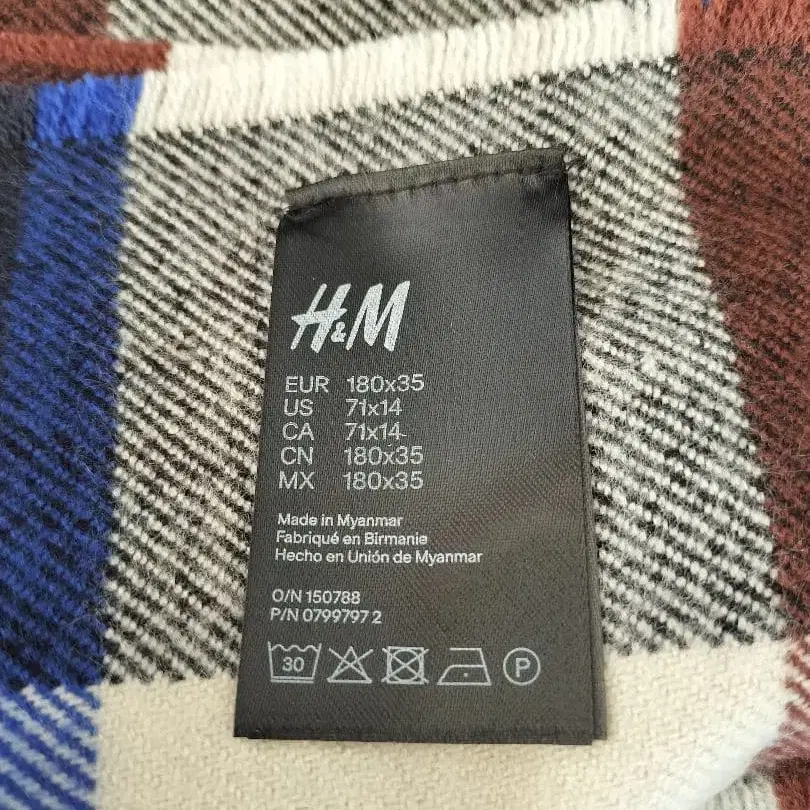 H&M
EUR 180x35
US 71x14
CA 71x14
CN 180x35
MX 180x35
Made in Myanmar
Fabriqué en Birmanie
Hecho en Unión de Myanmar
O/N 150788
P/N 0799797 2
30 P